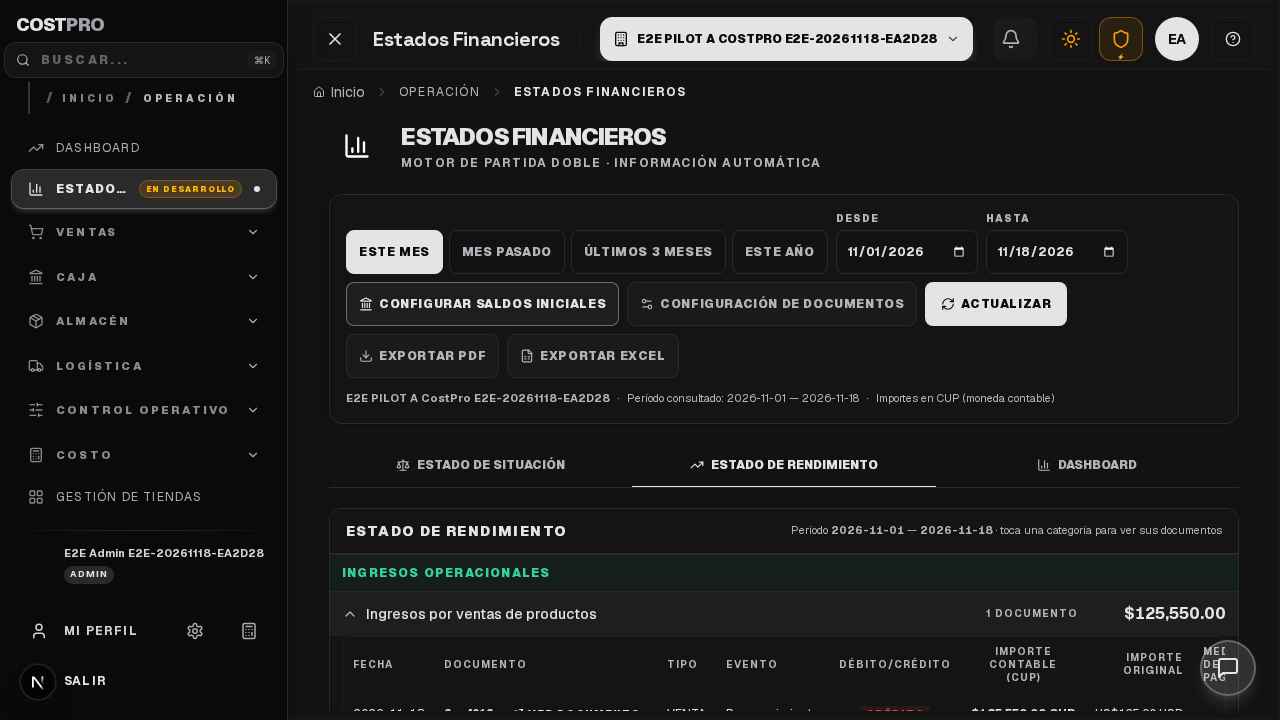 COSTPRO
BUSCAR...
⌘K
/ INICIO / OPERACIÓN
DASHBOARD
ESTADO... EN DESARROLLO
VENTAS
CAJA
ALMACÉN
LOGÍSTICA
CONTROL OPERATIVO
COSTO
GESTIÓN DE TIENDAS
E2E Admin E2E-20261118-EA2D28
ADMIN
MI PERFIL
N
SALIR
Estados Financieros
E2E PILOT A COSTPRO E2E-20261118-EA2D28
EA
Inicio
OPERACIÓN
ESTADOS FINANCIEROS
ESTADOS FINANCIEROS
MOTOR DE PARTIDA DOBLE · INFORMACIÓN AUTOMÁTICA
DESDE HASTA
ESTE MES MES PASADO ÚLTIMOS 3 MESES ESTE AÑO 11/01/2026 11/18/2026
CONFIGURAR SALDOS INICIALES CONFIGURACIÓN DE DOCUMENTOS ACTUALIZAR
EXPORTAR PDF EXPORTAR EXCEL
E2E PILOT A CostPro E2E-20261118-EA2D28 · Periodo consultado: 2026-11-01 — 2026-11-18 · Importes en CUP (moneda contable)
ESTADO DE SITUACIÓN ESTADO DE RENDIMIENTO DASHBOARD
ESTADO DE RENDIMIENTO Periodo 2026-11-01 — 2026-11-18 · toca una categoría para ver sus documentos
INGRESOS OPERACIONALES
Ingresos por ventas de productos 1 DOCUMENTO $125,550.00
FECHA DOCUMENTO TIPO EVENTO DÉBITO/CRÉDITO IMPORTE CONTABLE (CUP) IMPORTE ORIGINAL